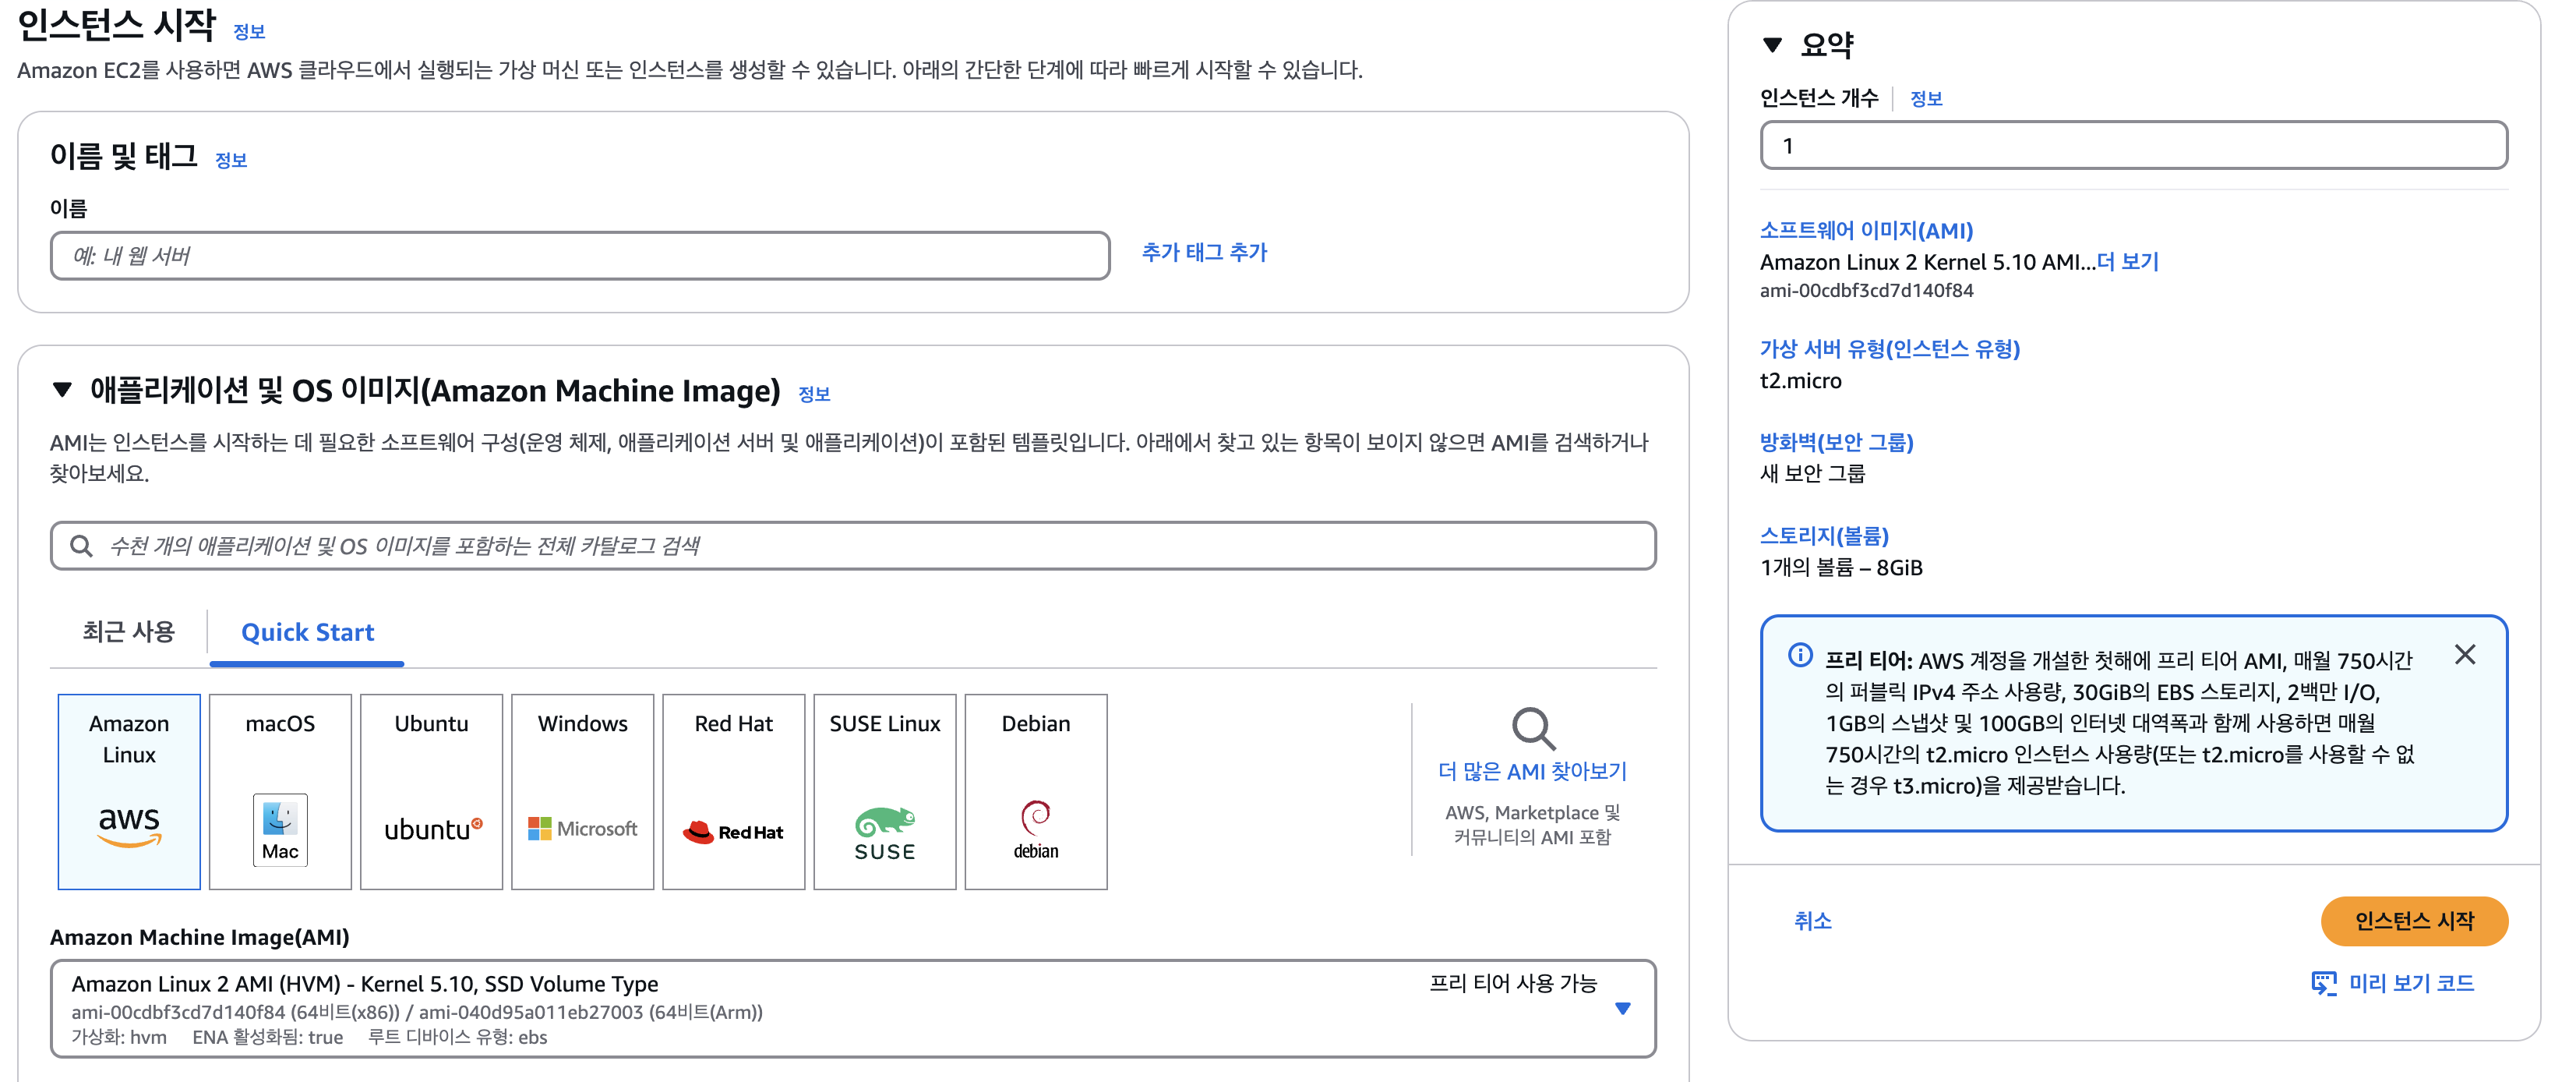 인스턴스 시작 정보
Amazon EC2를 사용하면 AWS 클라우드에서 실행되는 가상 머신 또는 인스턴스를 생성할 수 있습니다. 아래의 간단한 단계에 따라 빠르게 시작할 수 있습니다.
이름 및 태그 정보
이름
예: 내 웹 서버
추가 태그 추가
애플리케이션 및 OS 이미지(Amazon Machine Image) 정보
AMI는 인스턴스를 시작하는 데 필요한 소프트웨어 구성(운영 체제, 애플리케이션 서버 및 애플리케이션)이 포함된 템플릿입니다. 아래에서 찾고 있는 항목이 보이지 않으면 AMI를 검색하거나
찾아보세요.
수천 개의 애플리케이션 및 OS 이미지를 포함하는 전체 카탈로그 검색
최근 사용
Quick Start
Amazon
Linux
aws
macOS
Mac
Ubuntu
ubuntu
Windows
Microsoft
Red Hat
Red Hat
SUSE Linux
SUSE
Debian
debian
더 많은 AMI 찾아보기
AWS, Marketplace 및
커뮤니티의 AMI 포함
Amazon Machine Image(AMI)
Amazon Linux 2 AMI (HVM) - Kernel 5.10, SSD Volume Type
프리 티어 사용 가능
ami-00cdbf3cd7d140f84 (64비트(x86)) / ami-040d95a011eb27003 (64비트(Arm))
가상화: hvm ENA 활성화됨: true 루트 디바이스 유형: ebs
요약
인스턴스 개수 정보
1
소프트웨어 이미지(AMI)
Amazon Linux 2 Kernel 5.10 AMI...더 보기
ami-00cdbf3cd7d140f84
가상 서버 유형(인스턴스 유형)
t2.micro
방화벽(보안 그룹)
새 보안 그룹
스토리지(볼륨)
1개의 볼륨 – 8GiB
프리 티어: AWS 계정을 개설한 첫해에 프리 티어 AMI, 매월 750시간
의 퍼블릭 IPv4 주소 사용량, 30GiB의 EBS 스토리지, 2백만 I/O,
1GB의 스냅샷 및 100GB의 인터넷 대역폭과 함께 사용하면 매월
750시간의 t2.micro 인스턴스 사용량(또는 t2.micro를 사용할 수 없
는 경우 t3.micro)을 제공받습니다.
취소
인스턴스 시작
미리 보기 코드